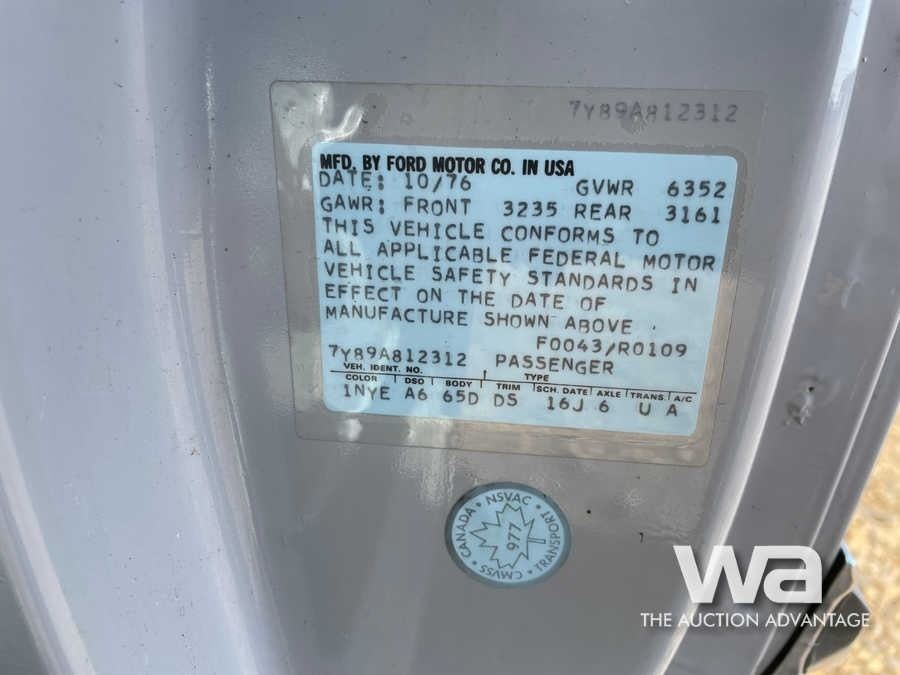 7Y89A812312
MFD. BY FORD MOTOR CO. IN USA
DATE: 10/76 GVWR 6352
GAWR: FRONT 3235 REAR 3161
THIS VEHICLE CONFORMS TO
ALL APPLICABLE FEDERAL MOTOR
VEHICLE SAFETY STANDARDS IN
EFFECT ON THE DATE OF
MANUFACTURE SHOWN ABOVE .
F0043/R0109
7Y89A812312 PASSENGER
VEH. IDENT. NO. TYPE
COLOR DSO BODY TRIM SCH. DATE AXLE TRANS. A/C
1NYE A6 65D DS 16J 6 U A
CANADA • NSVAC • TRANSPORT • CMVSS •
977
wa
THE AUCTION ADVANTAGE